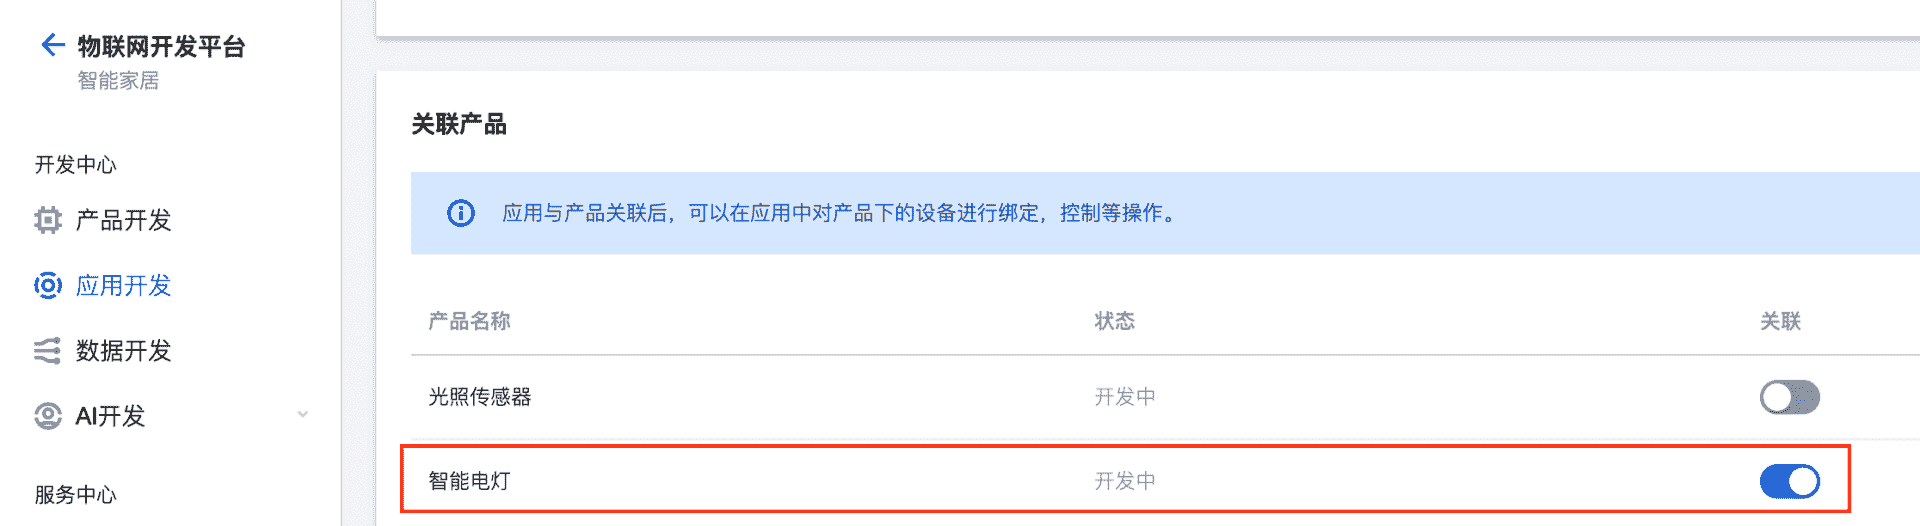 物联网开发平台
智能家居
开发中心
产品开发
应用开发
数据开发
AI开发
服务中心
关联产品
应用与产品关联后，可以在应用中对产品下的设备进行绑定，控制等操作。
产品名称 状态 关联
光照传感器 开发中
智能电灯 开发中